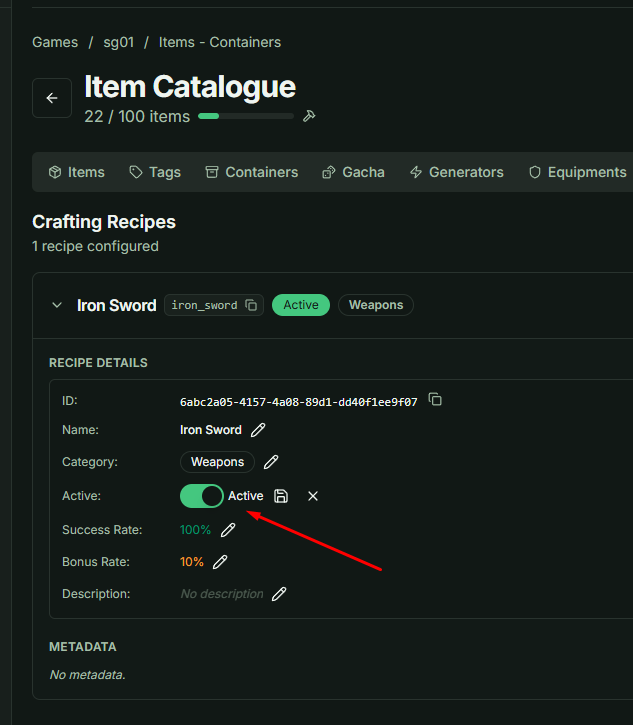 Games / sg01 / Items - Containers
Item Catalogue
22 / 100 items
Items Tags Containers Gacha Generators Equipments
Crafting Recipes
1 recipe configured
Iron Sword iron_sword Active Weapons
RECIPE DETAILS
ID: 6abc2a05-4157-4a08-89d1-dd40f1ee9f07
Name: Iron Sword
Category: Weapons
Active: Active
Success Rate: 100%
Bonus Rate: 10%
Description: No description
METADATA
No metadata.